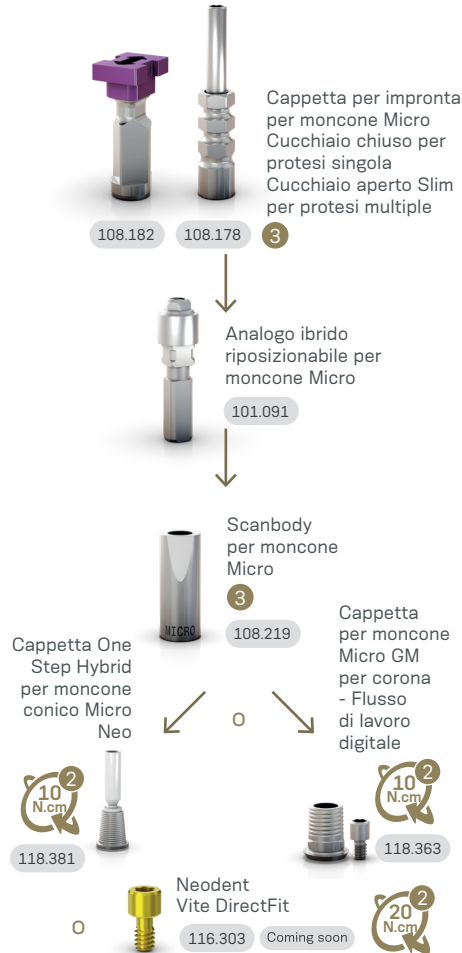 Cappetta per impronta
per moncone Micro
Cucchiaio chiuso per
protesi singola
Cucchiaio aperto Slim
per protesi multiple
108.182
108.178
3
Analogo ibrido
riposizionabile per
moncone Micro
101.091
Scanbody
per moncone
Micro
3
108.219
MICRO
Cappetta One
Step Hybrid
per moncone
conico Micro
Neo
O
Cappetta
per moncone
Micro GM
per corona
- Flusso
di lavoro
digitale
10
N.cm
2
118.381
10
N.cm
2
118.363
O
Neodent
Vite DirectFit
116.303
Coming soon
20
N.cm
2